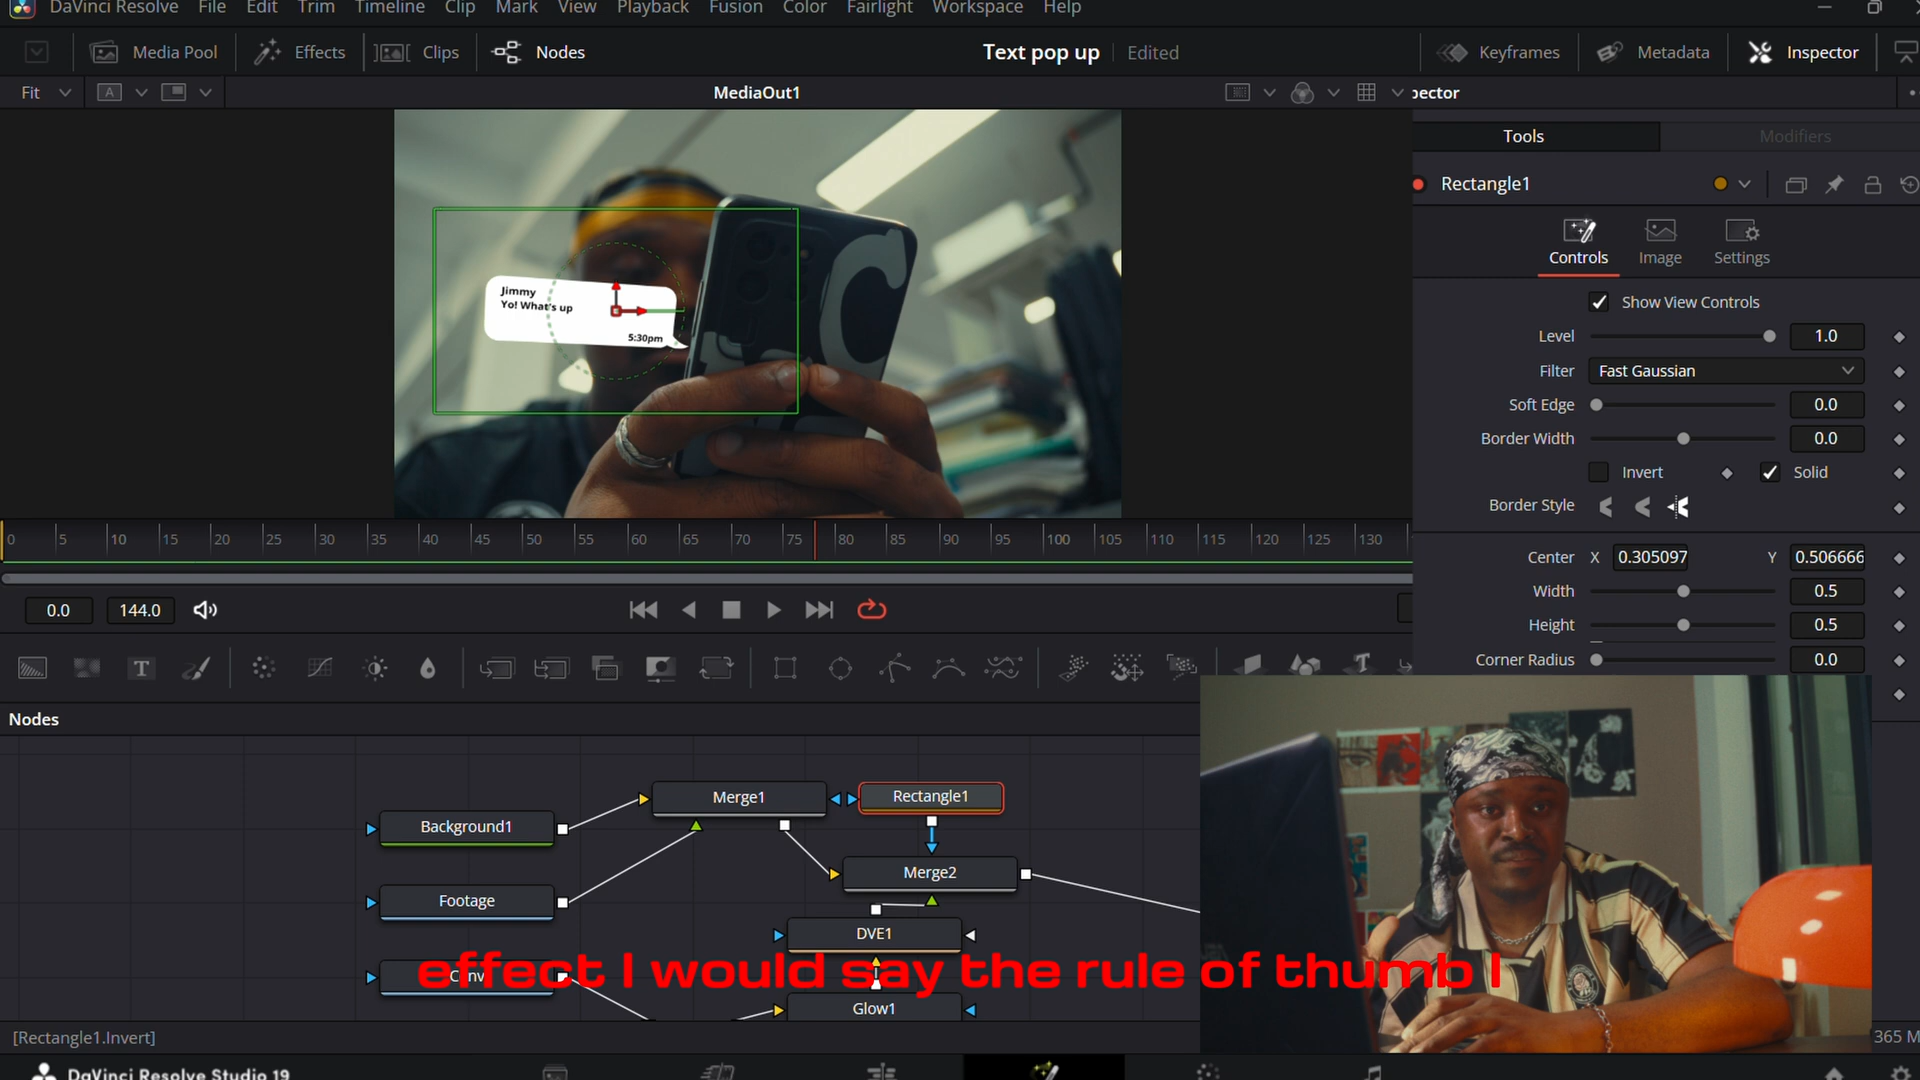 DaVinci Resolve File Edit Trim Timeline Clip Mark View Playback Fusion Color Fairlight Workspace Help
Media Pool Effects Clips Nodes Text pop up Edited Keyframes Metadata Inspector
Fit A MediaOut1 pector
Tools Modifiers
Rectangle1
Controls Image Settings
Show View Controls
Level 1.0
Filter Fast Gaussian
Soft Edge 0.0
Border Width 0.0
Invert Solid
Border Style
Center X 0.305097 Y 0.506666
Width 0.5
Height 0.5
Corner Radius 0.0
Jimmy
Yo! What's up
5:30pm
0 5 10 15 20 25 30 35 40 45 50 55 60 65 70 75 80 85 90 95 100 105 110 115 120 125 130
0.0 144.0
T T
Nodes
Merge1 Rectangle1
Background1
Merge2
Footage
DVE1
Conv
effect I would say the rule of thumb I
Glow1
[Rectangle1.Invert] 365 M
DaVinci Resolve Studio 19